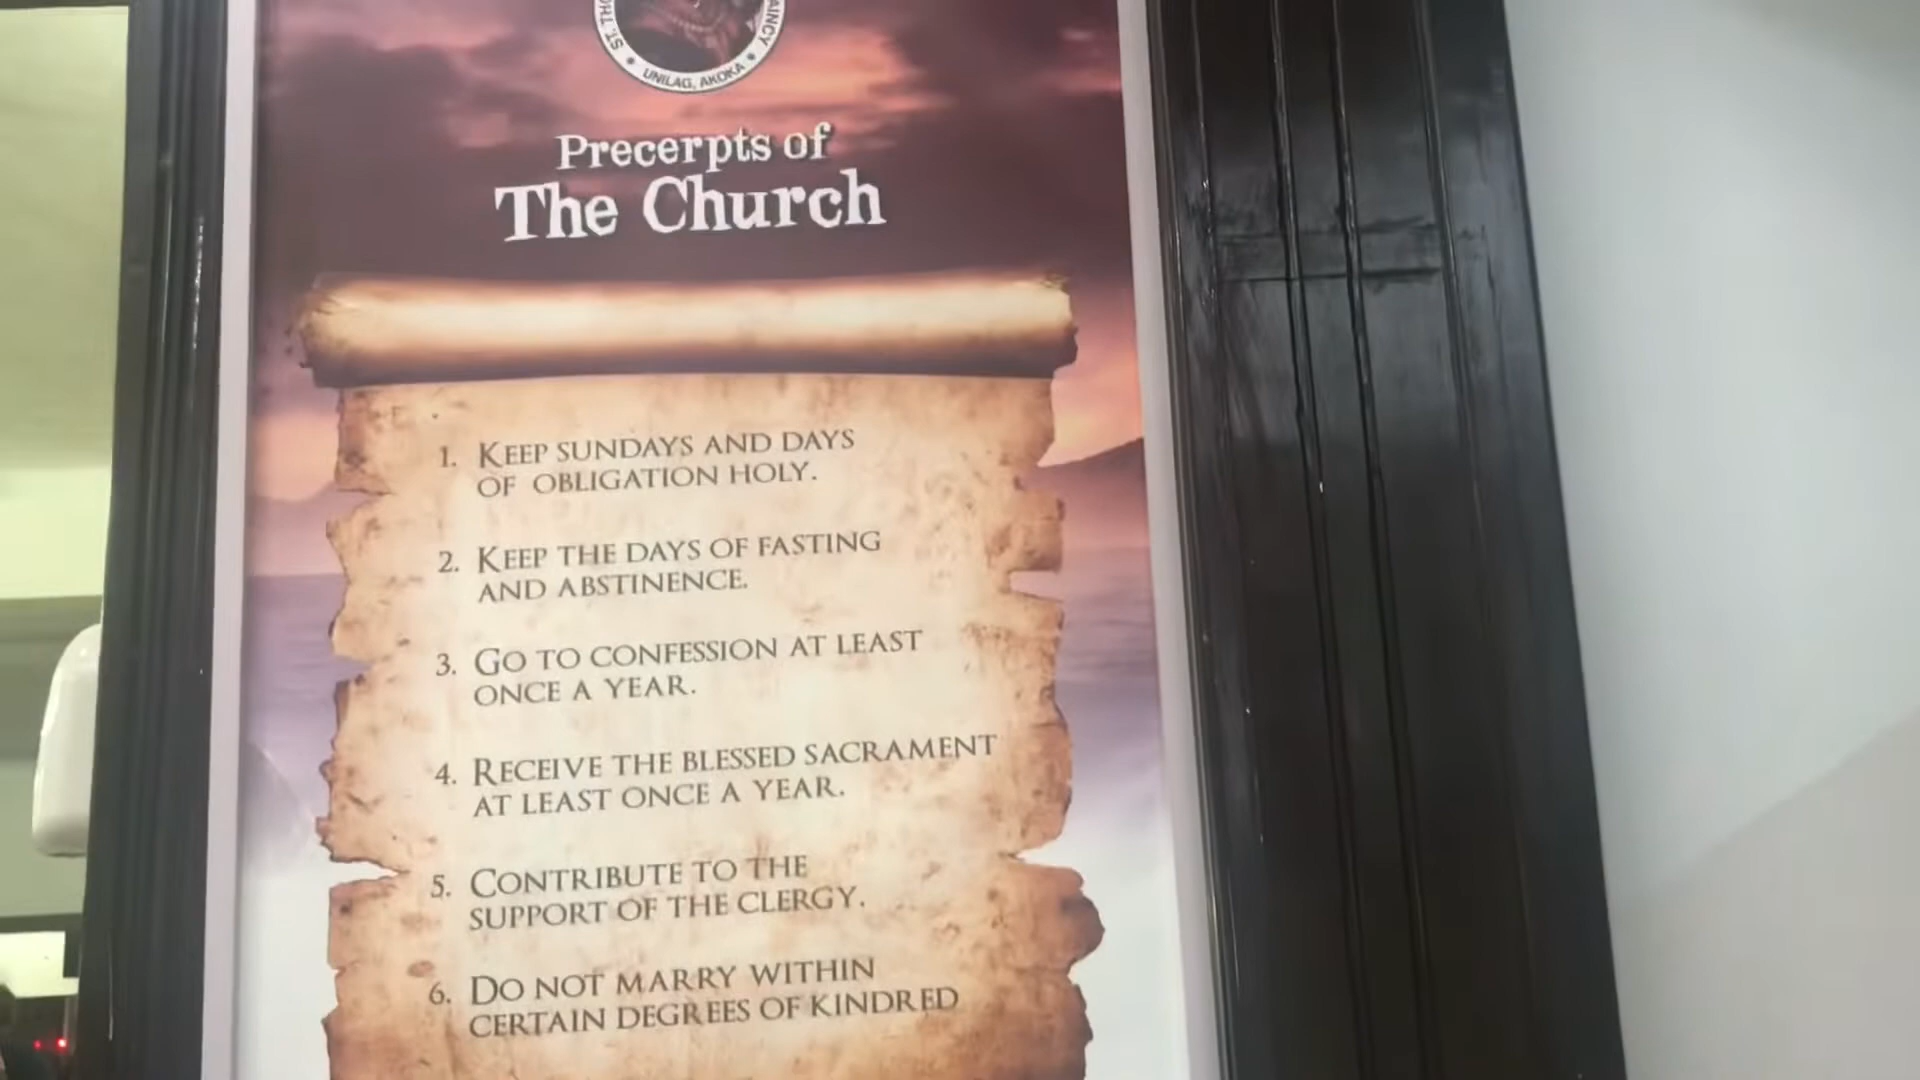 UNILAG, AKOKA
Precerpts of
The Church
1. KEEP SUNDAYS AND DAYS
OF OBLIGATION HOLY.
2. KEEP THE DAYS OF FASTING
AND ABSTINENCE.
3. GO TO CONFESSION AT LEAST
ONCE A YEAR.
4. RECEIVE THE BLESSED SACRAMENT
AT LEAST ONCE A YEAR.
5. CONTRIBUTE TO THE
SUPPORT OF THE CLERGY.
6. DO NOT MARRY WITHIN
CERTAIN DEGREES OF KINDRED